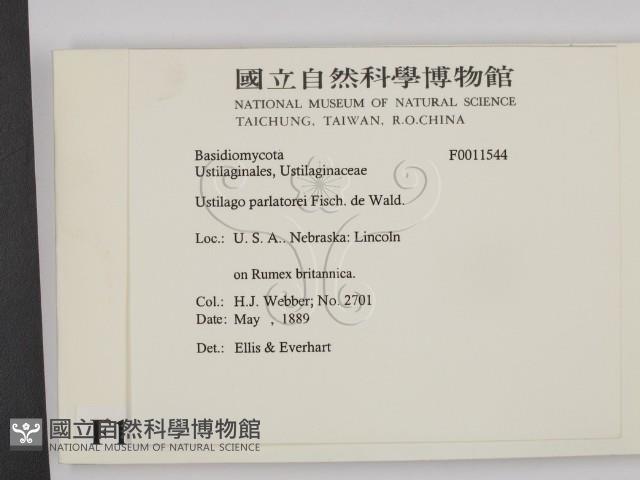 國立自然科學博物館
NATIONAL MUSEUM OF NATURAL SCIENCE
TAICHUNG, TAIWAN, R.O.CHINA
Basidiomycota F0011544
Ustilaginales, Ustilaginaceae
Ustilago parlatorei Fisch. de Wald.
Loc.: U. S. A.. Nebraska: Lincoln
on Rumex britannica.
Col.: H.J. Webber; No. 2701
Date: May , 1889
Det.: Ellis & Everhart
國立自然科學博物館
NATIONAL MUSEUM OF NATURAL SCIENCE